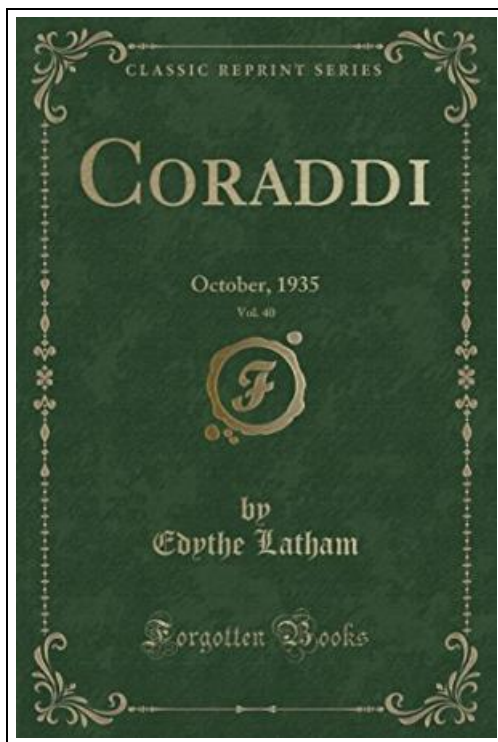 CLASSIC REPRINT SERIES
CORADDI
October, 1935
Vol. 40
F
by
Edythe Latham
Forgotten Books